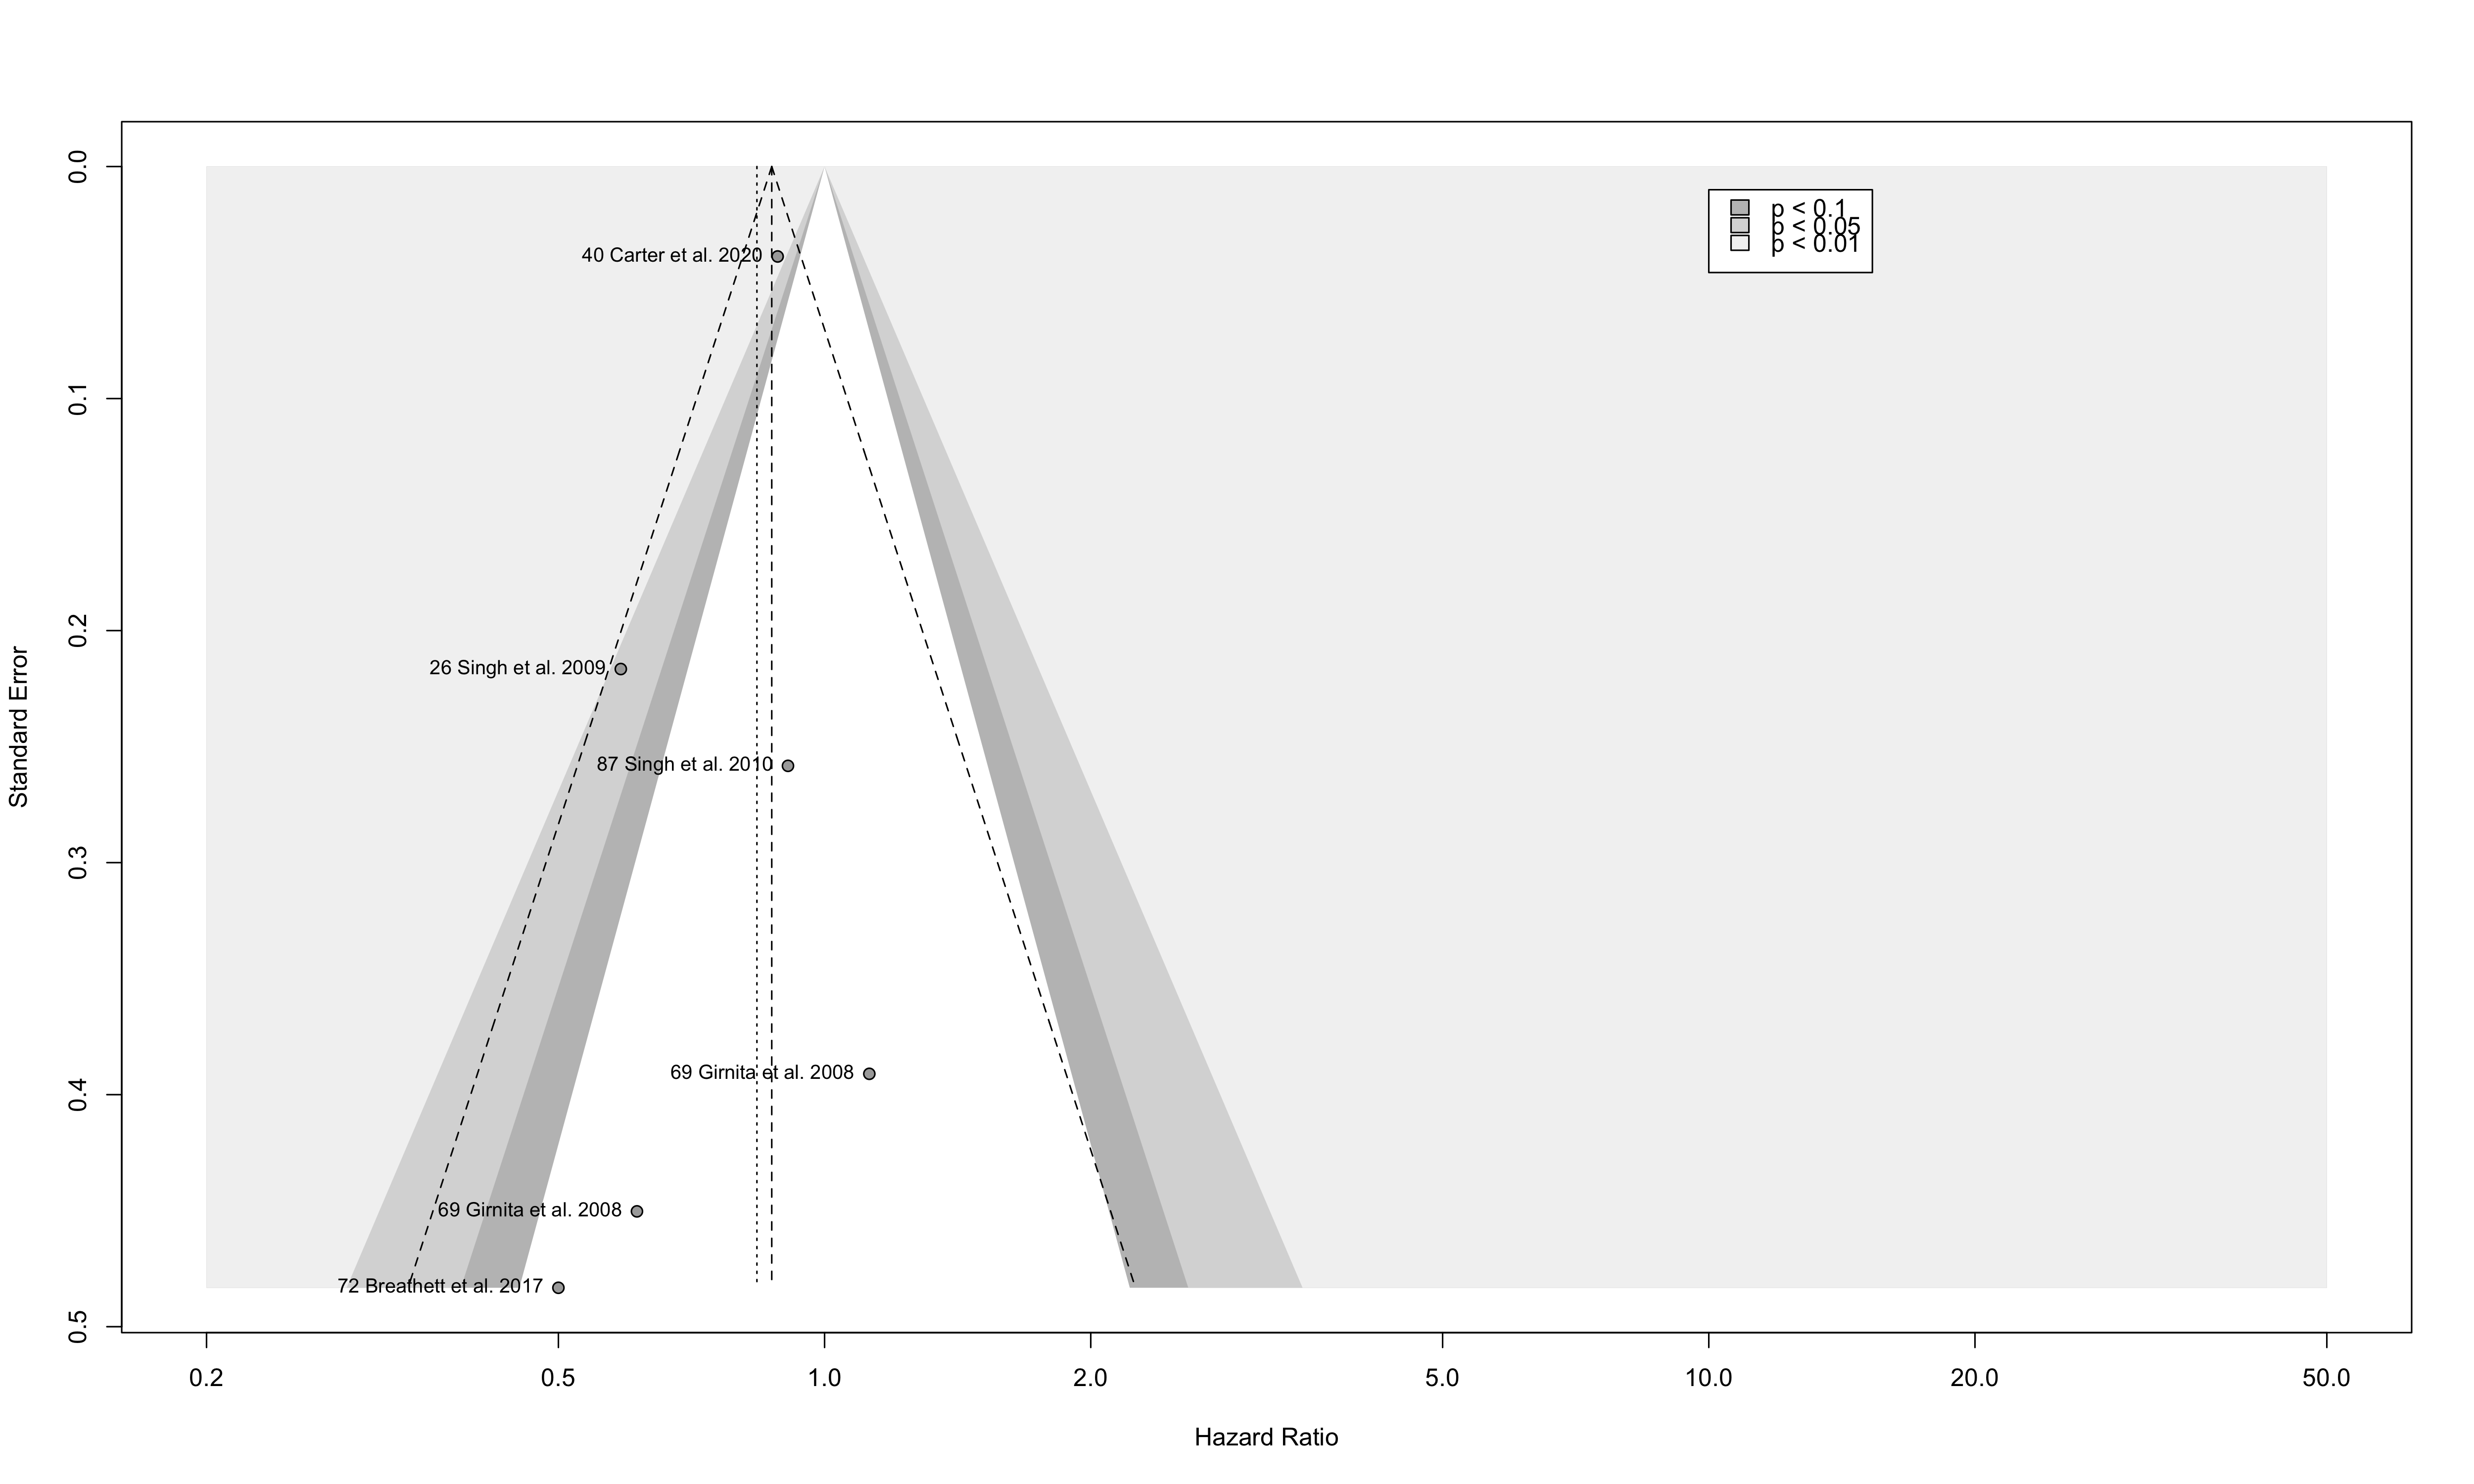 0.0
0.1
0.2
0.3
0.4
0.5
Standard Error
p < 0.1
p < 0.05
p < 0.01
40 Carter et al. 2020
26 Singh et al. 2009
87 Singh et al. 2010
69 Girnita et al. 2008
69 Girnita et al. 2008
72 Breathett et al. 2017
0.2 0.5 1.0 2.0 5.0 10.0 20.0 50.0
Hazard Ratio